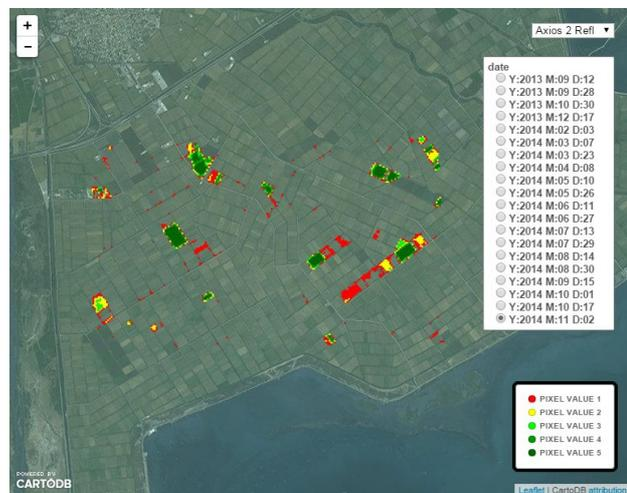 +
−
Axios 2 Refl
date
Y:2013 M:09 D:12
Y:2013 M:09 D:28
Y:2013 M:10 D:30
Y:2013 M:12 D:17
Y:2014 M:02 D:03
Y:2014 M:03 D:07
Y:2014 M:03 D:23
Y:2014 M:04 D:08
Y:2014 M:05 D:10
Y:2014 M:05 D:26
Y:2014 M:06 D:11
Y:2014 M:06 D:27
Y:2014 M:07 D:13
Y:2014 M:07 D:29
Y:2014 M:08 D:14
Y:2014 M:08 D:30
Y:2014 M:09 D:15
Y:2014 M:10 D:01
Y:2014 M:10 D:17
Y:2014 M:11 D:02
PIXEL VALUE 1
PIXEL VALUE 2
PIXEL VALUE 3
PIXEL VALUE 4
PIXEL VALUE 5
POWERED BY
CARTODB
Leaflet | CartoDB attribution